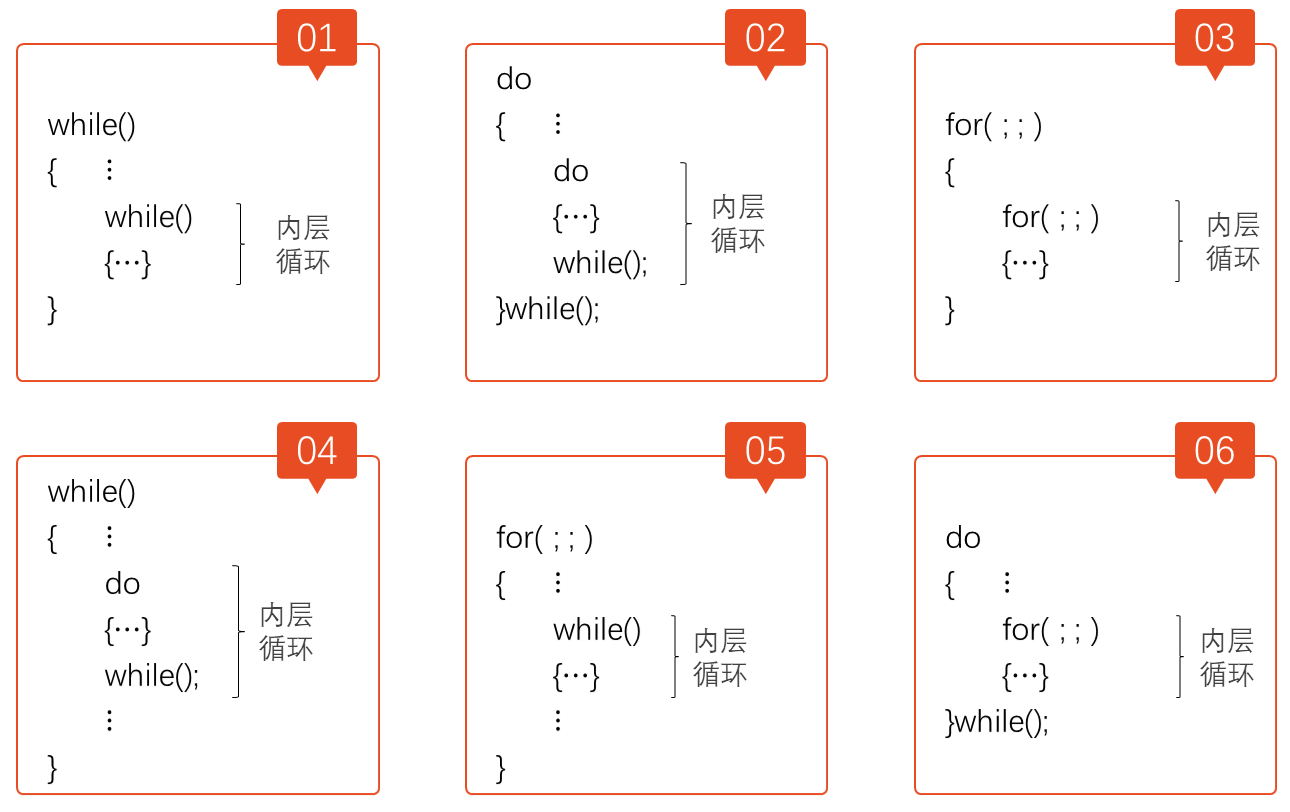 01
while()
{ ⋮
while()
{…}
}
内层
循环
02
do
{ ⋮
do
{…}
while();
}while();
内层
循环
03
for( ; ; )
{
for( ; ; )
{…}
}
内层
循环
04
while()
{ ⋮
do
{…}
while();
⋮
}
内层
循环
05
for( ; ; )
{ ⋮
while()
{…}
⋮
}
内层
循环
06
do
{ ⋮
for( ; ; )
{…}
}while();
内层
循环